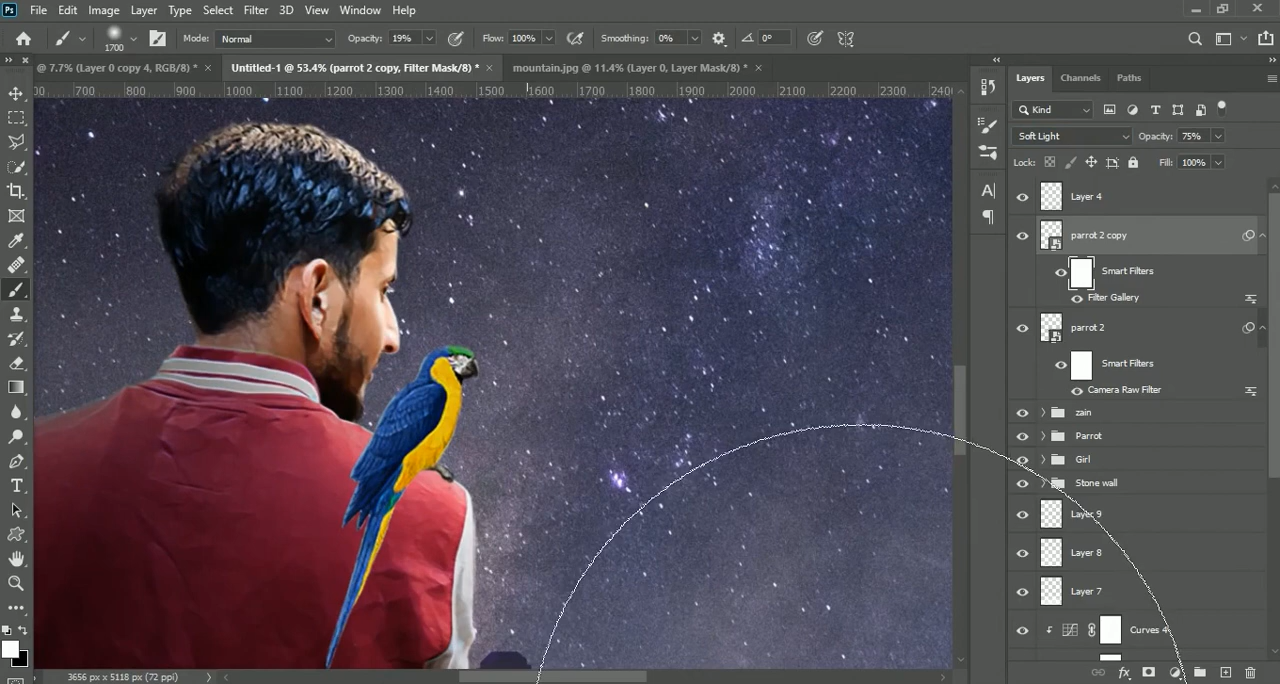 Ps File Edit Image Layer Type Select Filter 3D View Window Help
1700 Mode: Normal Opacity: 19% Flow: 100% Smoothing: 0% 0°
@ 7.7% (Layer 0 copy 4, RGB/8) * × Untitled-1 @ 53.4% (parrot 2 copy, Filter Mask/8) * × mountain.jpg @ 11.4% (Layer 0, Layer Mask/8) * ×
00 700 800 900 1000 1100 1200 1300 1400 1500 1600 1700 1800 1900 2000 2100 2200 2300 2400
Layers Channels Paths
Kind
Soft Light Opacity: 75%
Lock: Fill: 100%
Layer 4
parrot 2 copy
Smart Filters
Filter Gallery
parrot 2
Smart Filters
Camera Raw Filter
zain
Parrot
Girl
Stone wall
Layer 9
Layer 8
Layer 7
Curves 4
3656 px x 5118 px (72 ppi)